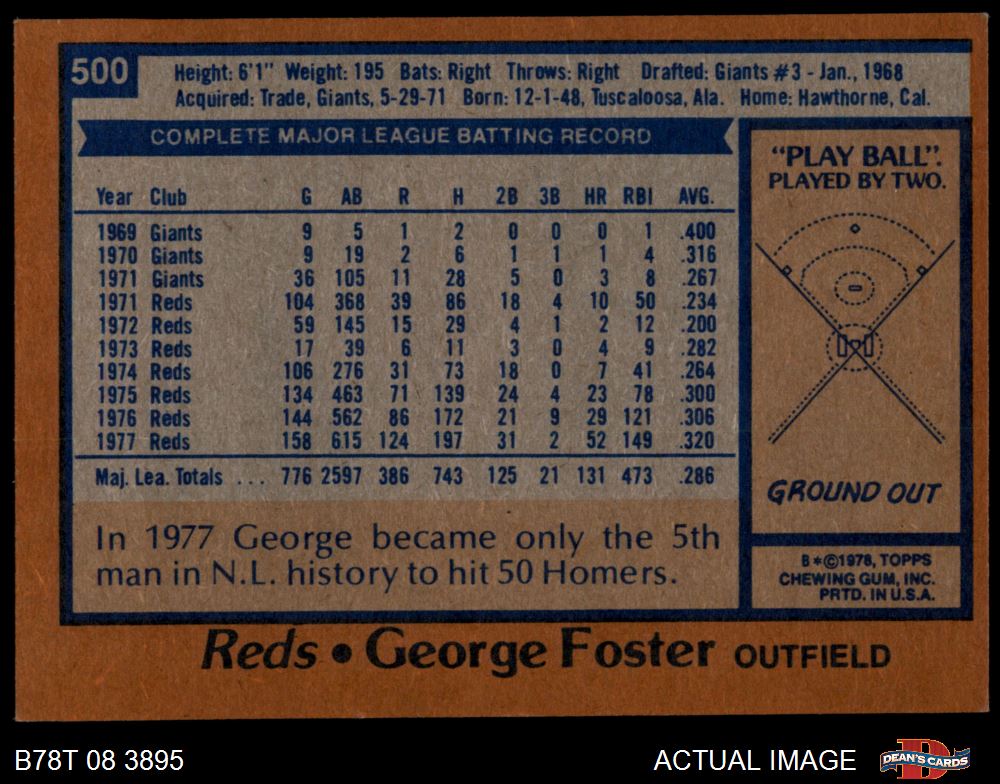 500
Height: 6'1" Weight: 195 Bats: Right Throws: Right Drafted: Giants #3 - Jan., 1968
Acquired: Trade, Giants, 5-29-71 Born: 12-1-48, Tuscaloosa, Ala. Home: Hawthorne, Cal.
COMPLETE MAJOR LEAGUE BATTING RECORD
Year Club G AB R H 2B 3B HR RBI AVG.
1969 Giants 9 5 1 2 0 0 0 1 .400
1970 Giants 9 19 2 6 1 1 1 4 .316
1971 Giants 36 105 11 28 5 0 3 8 .267
1971 Reds 104 368 39 86 18 4 10 50 .234
1972 Reds 59 145 15 29 4 1 2 12 .200
1973 Reds 17 39 6 11 3 0 4 9 .282
1974 Reds 106 276 31 73 18 0 7 41 .264
1975 Reds 134 463 71 139 24 4 23 78 .300
1976 Reds 144 562 86 172 21 9 29 121 .306
1977 Reds 158 615 124 197 31 2 52 149 .320
Maj. Lea. Totals ... 776 2597 386 743 125 21 131 473 .286
In 1977 George became only the 5th
man in N.L. history to hit 50 Homers.
"PLAY BALL".
PLAYED BY TWO.
GROUND OUT
B*©1978, TOPPS
CHEWING GUM, INC.
PRTD. IN U.S.A.
Reds • George Foster OUTFIELD
B78T 08 3895
ACTUAL IMAGE
D
DEAN'S CARDS